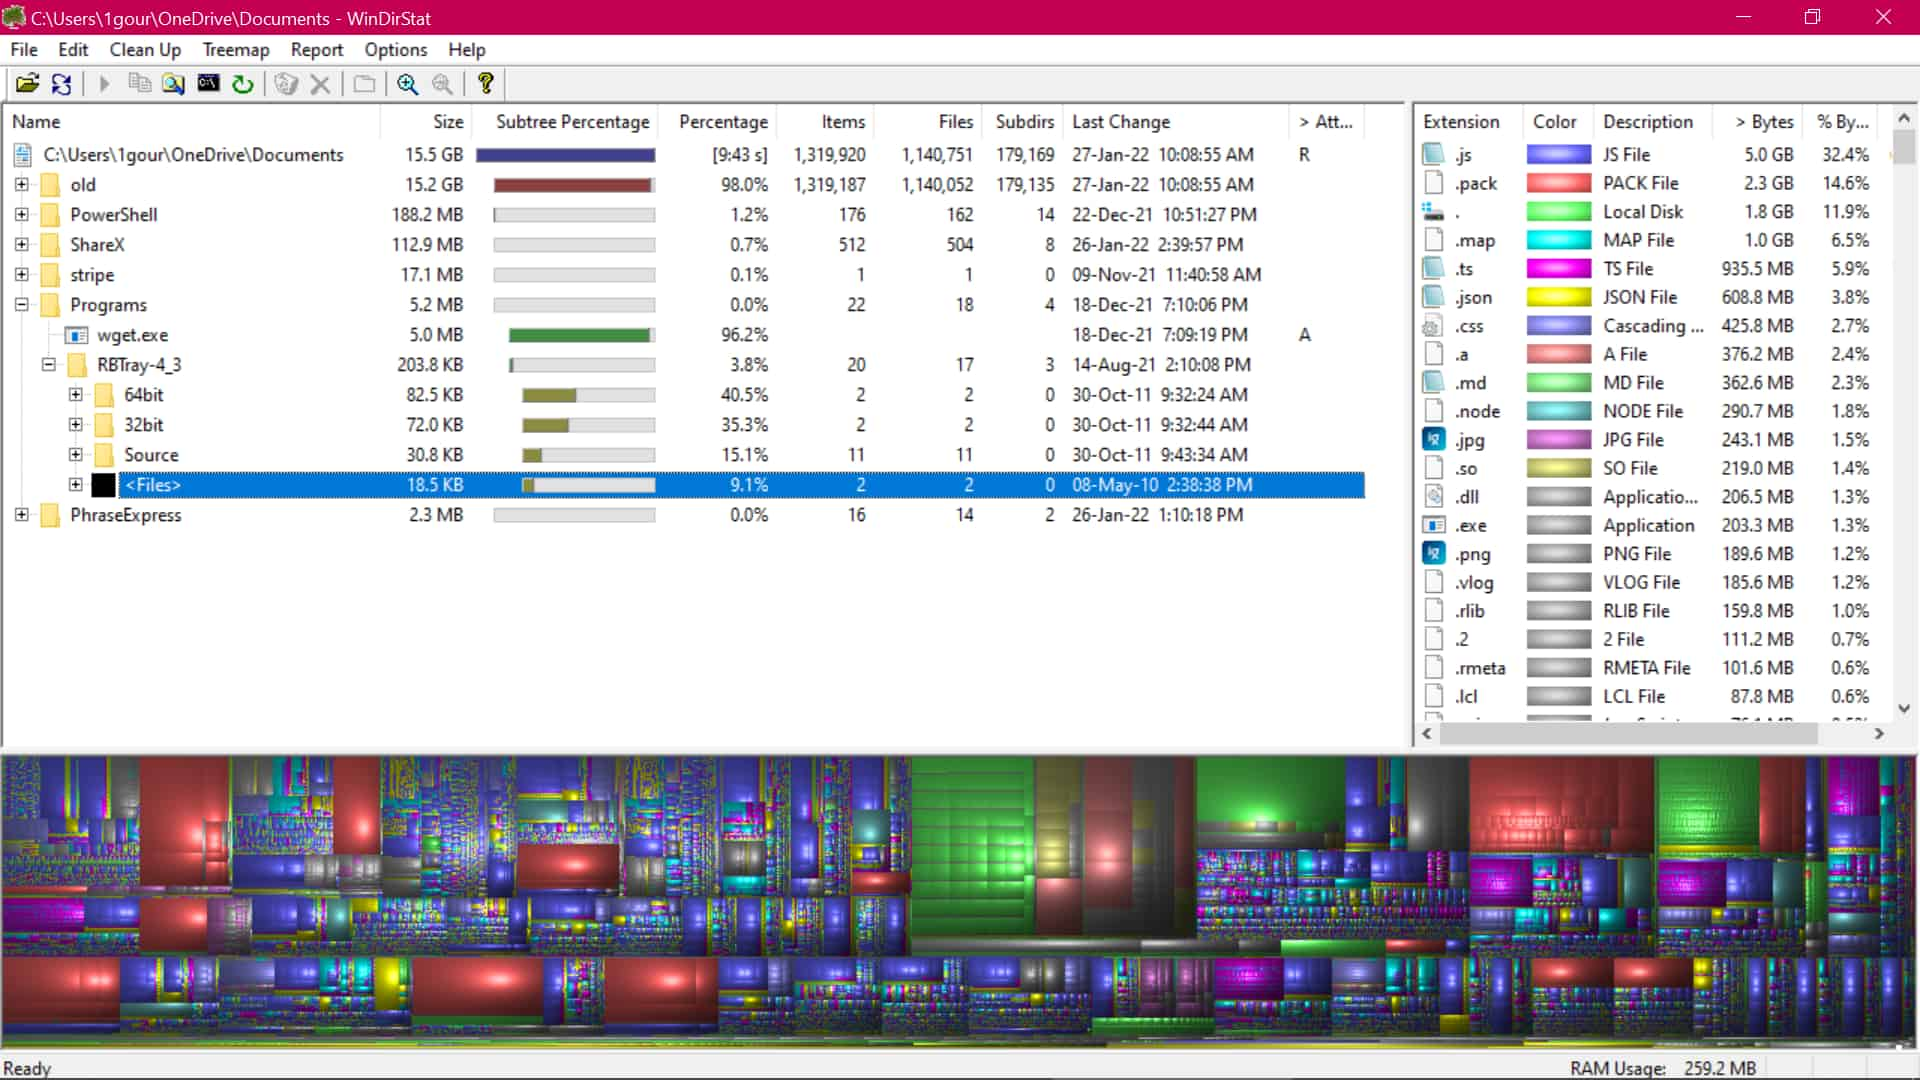 C:\Users\1gour\OneDrive\Documents - WinDirStat
File Edit Clean Up Treemap Report Options Help
Name Size Subtree Percentage Percentage Items Files Subdirs Last Change > Att...
C:\Users\1gour\OneDrive\Documents 15.5 GB [9:43 s] 1,319,920 1,140,751 179,169 27-Jan-22 10:08:55 AM R
old 15.2 GB 98.0% 1,319,187 1,140,052 179,135 27-Jan-22 10:08:55 AM
PowerShell 188.2 MB 1.2% 176 162 14 22-Dec-21 10:51:27 PM
ShareX 112.9 MB 0.7% 512 504 8 26-Jan-22 2:39:57 PM
stripe 17.1 MB 0.1% 1 1 0 09-Nov-21 11:40:58 AM
Programs 5.2 MB 0.0% 22 18 4 18-Dec-21 7:10:06 PM
wget.exe 5.0 MB 96.2% 18-Dec-21 7:09:19 PM A
RBTray-4_3 203.8 KB 3.8% 20 17 3 14-Aug-21 2:10:08 PM
64bit 82.5 KB 40.5% 2 2 0 30-Oct-11 9:32:24 AM
32bit 72.0 KB 35.3% 2 2 0 30-Oct-11 9:32:44 AM
Source 30.8 KB 15.1% 11 11 0 30-Oct-11 9:43:34 AM
<Files> 18.5 KB 9.1% 2 2 0 08-May-10 2:38:38 PM
PhraseExpress 2.3 MB 0.0% 16 14 2 26-Jan-22 1:10:18 PM
Extension Color Description > Bytes % By...
.js JS File 5.0 GB 32.4%
.pack PACK File 2.3 GB 14.6%
. Local Disk 1.8 GB 11.9%
.map MAP File 1.0 GB 6.5%
.ts TS File 935.5 MB 5.9%
.json JSON File 608.8 MB 3.8%
.css Cascading ... 425.8 MB 2.7%
.a A File 376.2 MB 2.4%
.md MD File 362.6 MB 2.3%
.node NODE File 290.7 MB 1.8%
.jpg JPG File 243.1 MB 1.5%
.so SO File 219.0 MB 1.4%
.dll Applicatio... 206.5 MB 1.3%
.exe Application 203.3 MB 1.3%
.png PNG File 189.6 MB 1.2%
.vlog VLOG File 185.6 MB 1.2%
.rlib RLIB File 159.8 MB 1.0%
.2 2 File 111.2 MB 0.7%
.rmeta RMETA File 101.6 MB 0.6%
.lcl LCL File 87.8 MB 0.6%
Ready RAM Usage: 259.2 MB